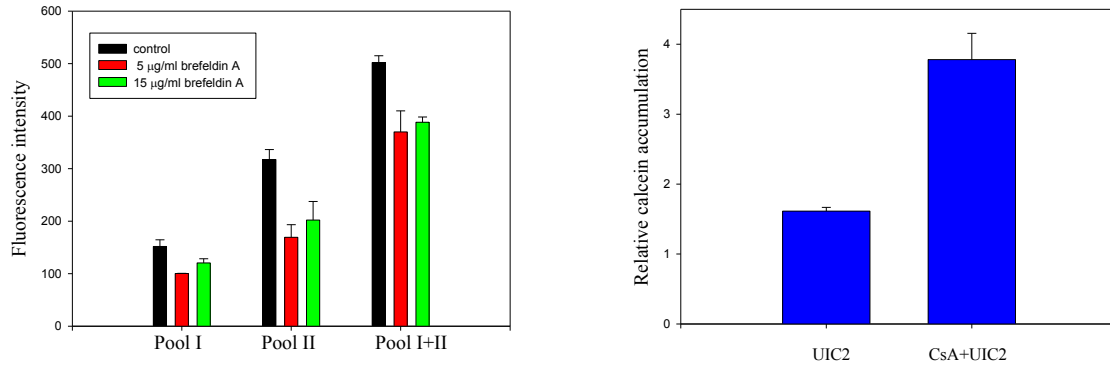 Fluorescence intensity
600
500
400
300
200
100
0
control
5 μg/ml brefeldin A
15 μg/ml brefeldin A
Pool I Pool II Pool I+II
Relative calcein accumulation
4
3
2
1
0
UIC2 CsA+UIC2